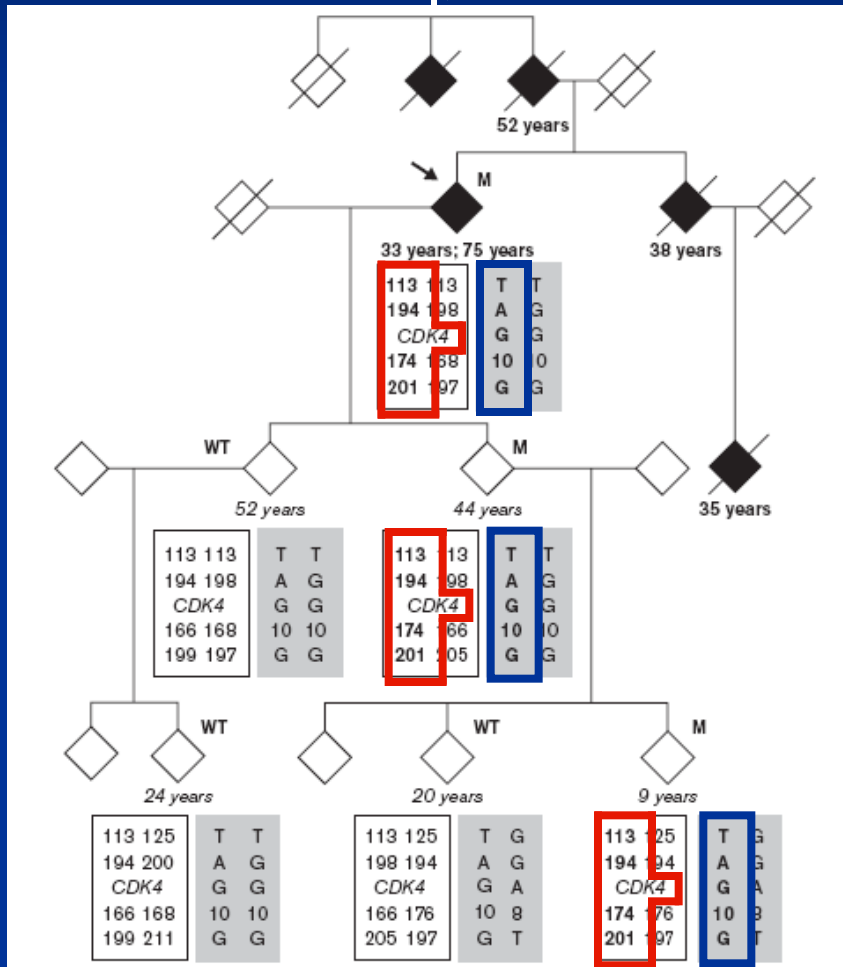 52 years
M
33 years; 75 years
38 years
113 113 T T
194 198 A G
CDK4 G G
174 168 10 10
201 197 G G
WT
M
52 years
44 years
35 years
113 113 T T
194 198 A G
CDK4 G G
166 168 10 10
199 197 G G
113 113 T T
194 198 A G
CDK4 G G
174 166 10 10
201 205 G G
WT
WT
M
24 years
20 years
9 years
113 125 T T
194 200 A G
CDK4 G G
166 168 10 10
199 211 G G
113 125 T G
198 194 A G
CDK4 G A
166 176 10 8
205 197 G T
113 125 T G
194 194 A G
CDK4 G A
174 176 10 8
201 197 G T